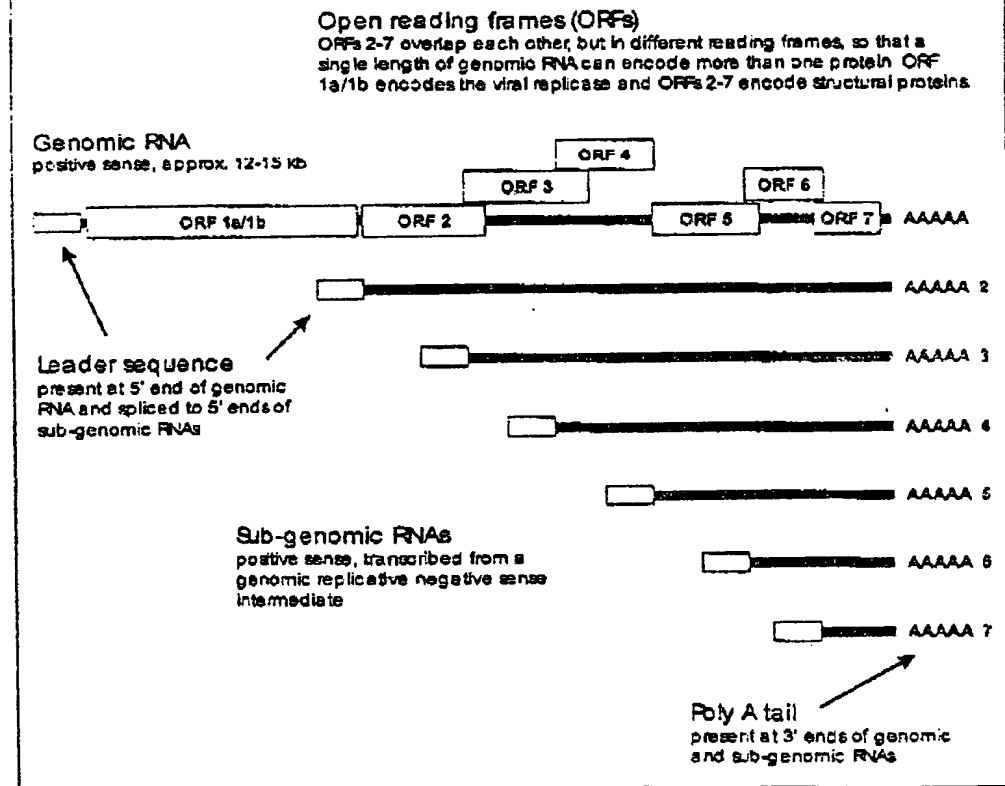 Open reading frames (ORFs)
ORFs 2-7 overlap each other, but in different reading frames, so that a
single length of genomic RNA can encode more than one protein ORF
1a/1b encodes the viral replicase and ORFs 2-7 encode structural proteins
Genomic RNA
positive sense, approx. 12-15 kb
ORF 4
ORF 3
ORF 6
ORF 1a/1b
ORF 2
ORF 5
ORF 7
AAAAA
AAAAA 2
AAAAA 3
Leader sequence
present at 5' end of genomic
RNA and spliced to 5' ends of
sub-genomic RNAs
AAAAA 4
AAAAA 5
Sub-genomic RNAs
positive sense, transcribed from a
genomic replicative negative sense
intermediate
AAAAA 6
AAAAA 7
Poly A tail
present at 3' ends of genomic
and sub-genomic RNAs